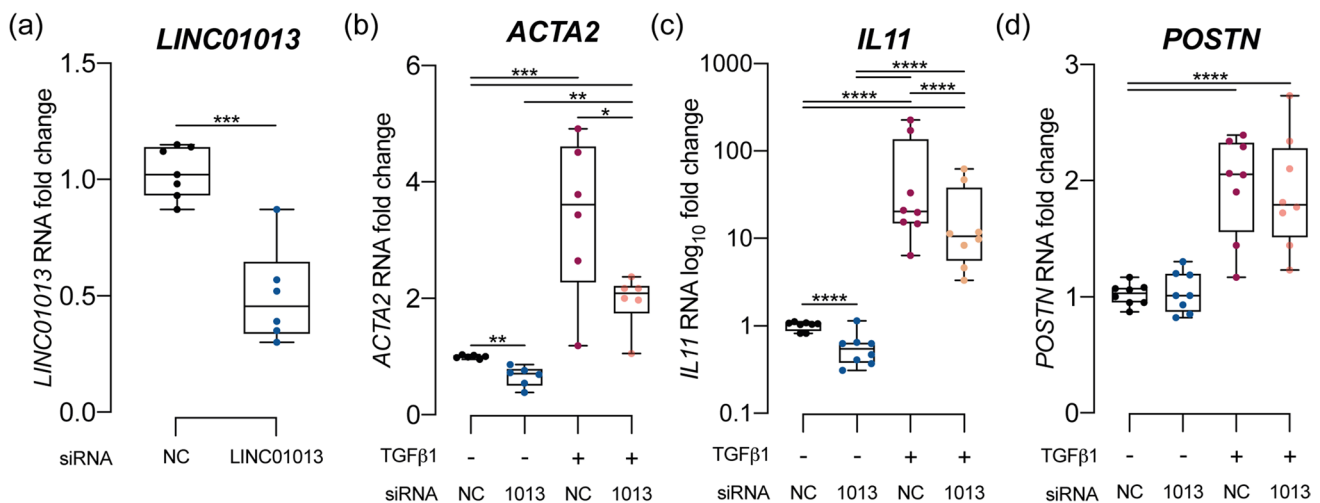 (a)
LINC01013
LINC01013 RNA fold change
1.5
1.0
0.5
0.0
***
siRNA NC LINC01013
(b)
ACTA2
ACTA2 RNA fold change
6
4
2
0
***
**
*
**
TGFβ1 - - + +
siRNA NC 1013 NC 1013
(c)
IL11
IL11 RNA log10 fold change
1000
100
10
1
0.1
****
****
****
****
TGFβ1 - - + +
siRNA NC 1013 NC 1013
(d)
POSTN
POSTN RNA fold change
3
2
1
0
****
TGFβ1 - - + +
siRNA NC 1013 NC 1013